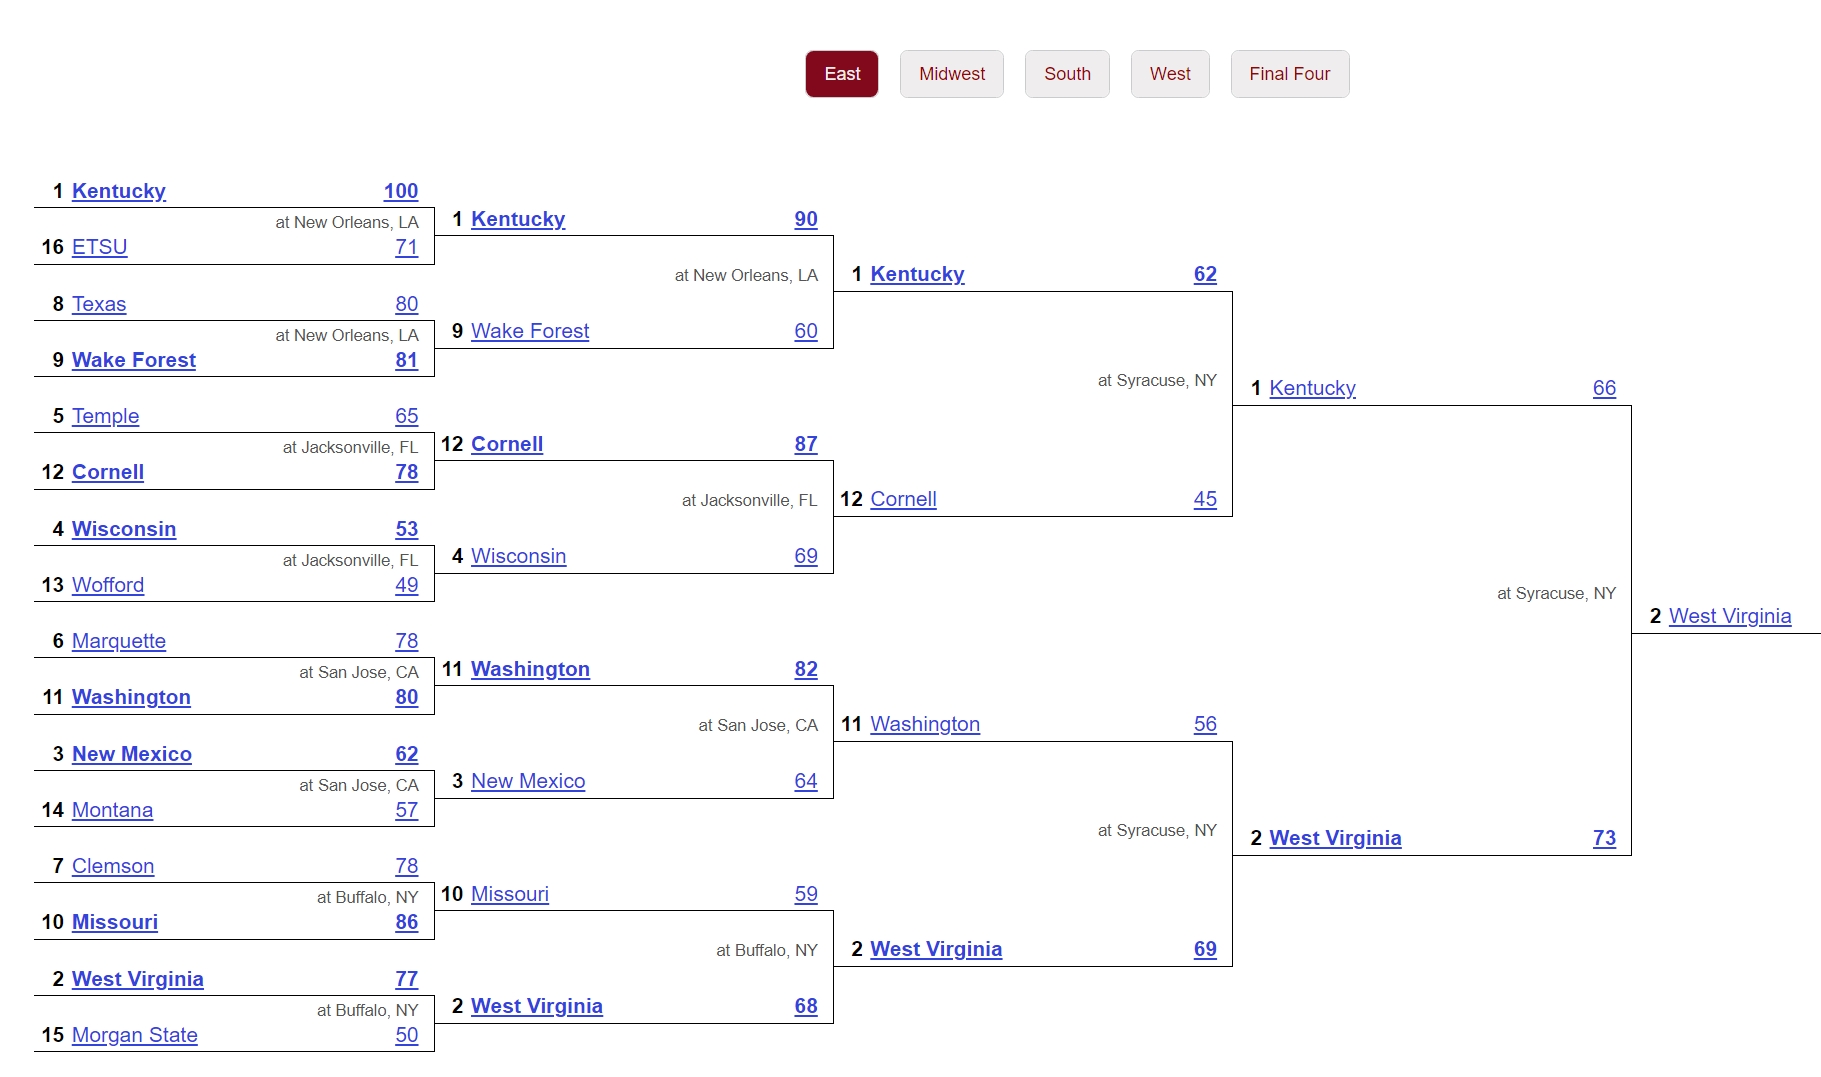 East Midwest South West Final Four
1 Kentucky 100
at New Orleans, LA
16 ETSU 71
8 Texas 80
at New Orleans, LA
9 Wake Forest 81
5 Temple 65
at Jacksonville, FL
12 Cornell 78
4 Wisconsin 53
at Jacksonville, FL
13 Wofford 49
6 Marquette 78
at San Jose, CA
11 Washington 80
3 New Mexico 62
at San Jose, CA
14 Montana 57
7 Clemson 78
at Buffalo, NY
10 Missouri 86
2 West Virginia 77
at Buffalo, NY
15 Morgan State 50
1 Kentucky 90
at New Orleans, LA
9 Wake Forest 60
12 Cornell 87
at Jacksonville, FL
4 Wisconsin 69
11 Washington 82
at San Jose, CA
3 New Mexico 64
10 Missouri 59
at Buffalo, NY
2 West Virginia 68
1 Kentucky 62
at Syracuse, NY
12 Cornell 45
11 Washington 56
at Syracuse, NY
2 West Virginia 69
1 Kentucky 66
at Syracuse, NY
2 West Virginia 73
2 West Virginia